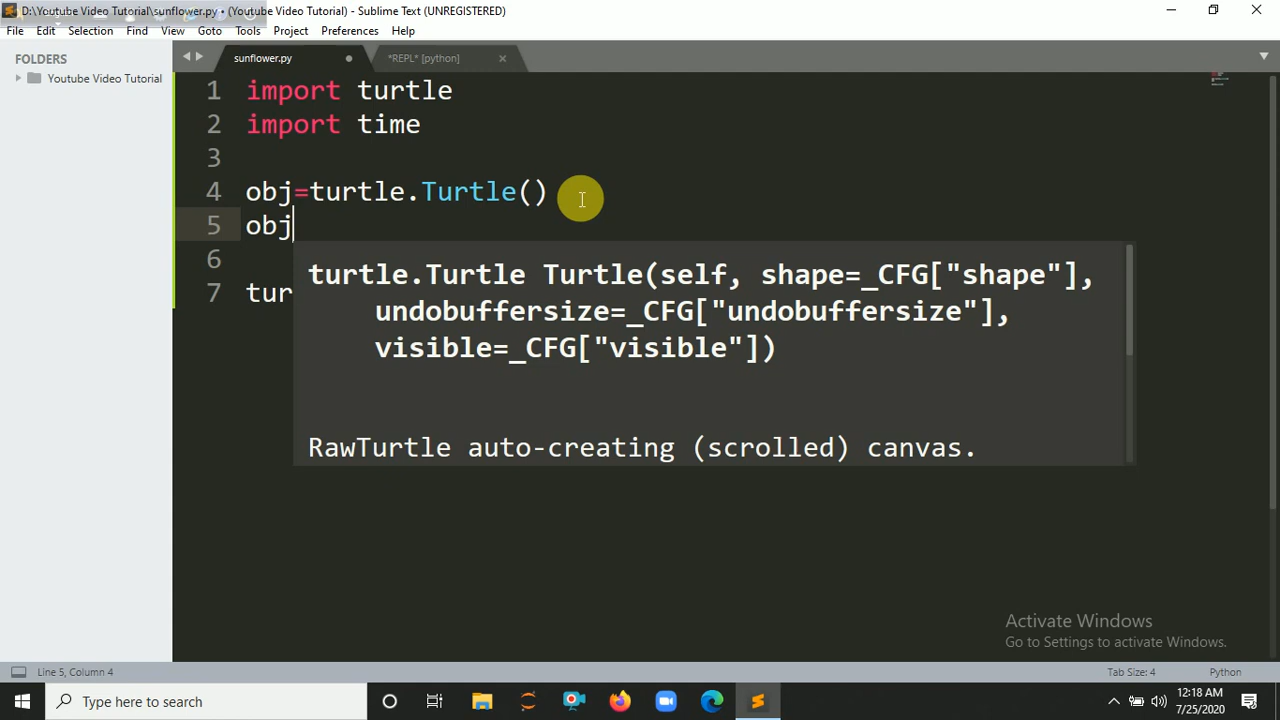 D:\Youtube Video Tutorial\sunflower.py • (Youtube Video Tutorial) - Sublime Text (UNREGISTERED)
File Edit Selection Find View Goto Tools Project Preferences Help
FOLDERS
Youtube Video Tutorial
sunflower.py
*REPL* [python]
1 import turtle
2 import time
3
4 obj=turtle.Turtle()
5 obj
6
7 tur
turtle.Turtle Turtle(self, shape=_CFG["shape"],
undobuffersize=_CFG["undobuffersize"],
visible=_CFG["visible"])
RawTurtle auto-creating (scrolled) canvas.
Activate Windows
Go to Settings to activate Windows.
Line 5, Column 4
Tab Size: 4
Python
Type here to search
12:18 AM
7/25/2020